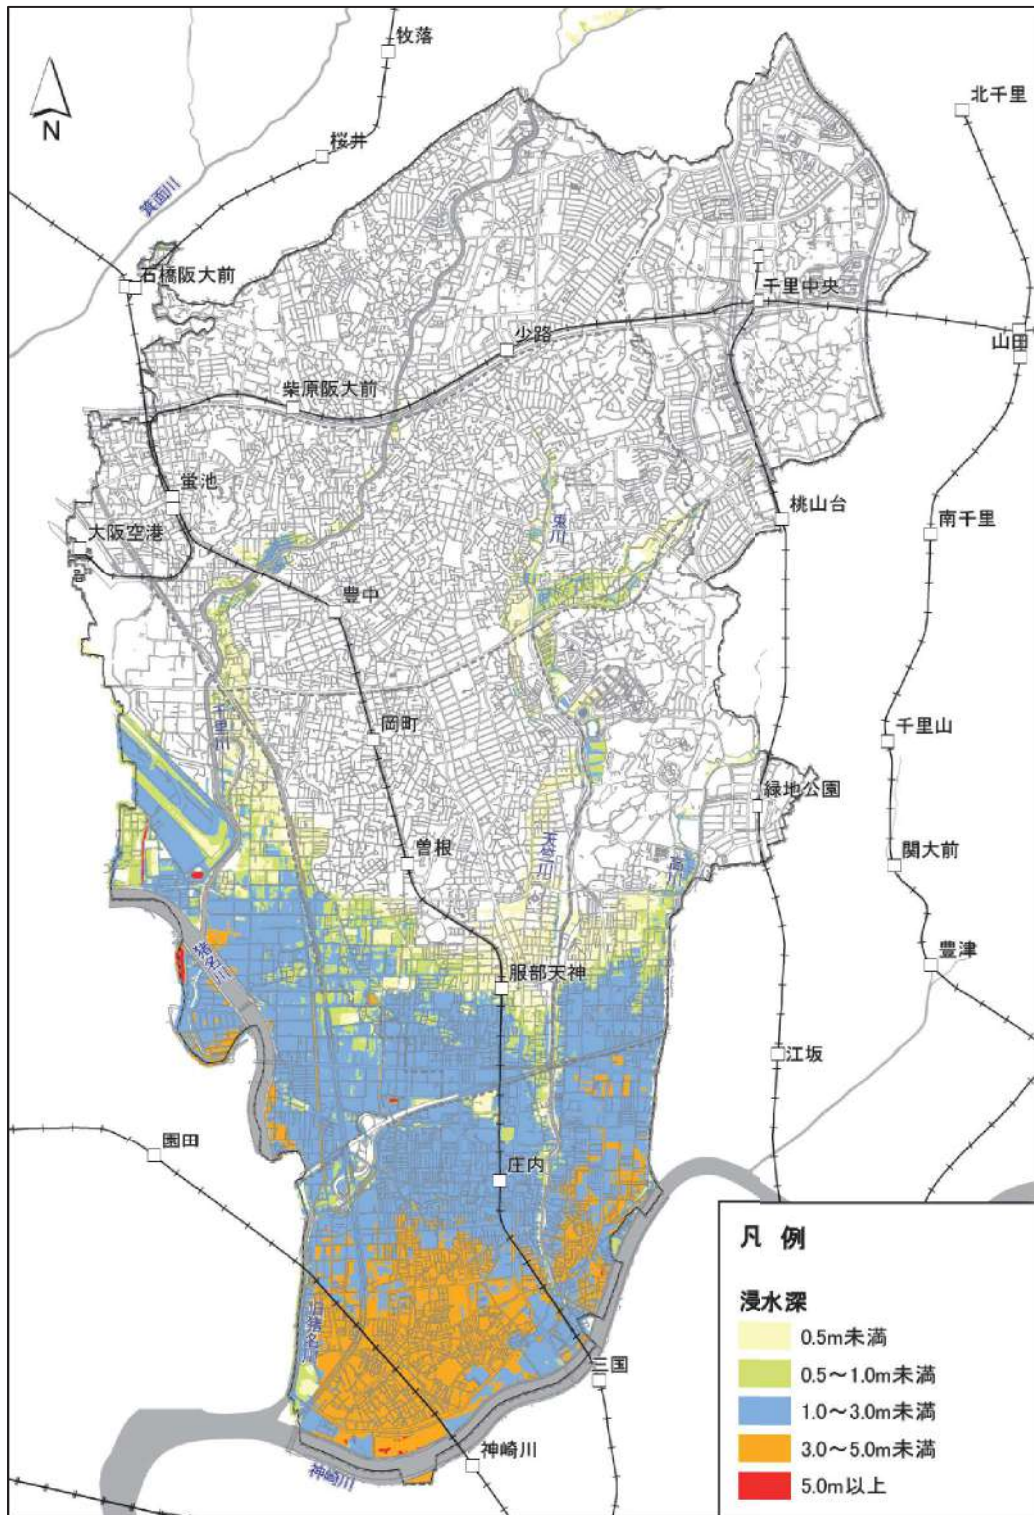 牧落
北千里
N
桜井
箕面川
石橋阪大前
千里中央
少路
山田
柴原阪大前
蛍池
桃山台
大阪空港
南千里
兎川
豊中
千里川
岡町
千里山
緑地公園
曽根
天竺川
高川
関大前
猪名川
服部天神
豊津
江坂
園田
庄内
旧猪名川
三国
神崎川
神崎川
凡 例
浸水深
0.5m未満
0.5～1.0m未満
1.0～3.0m未満
3.0～5.0m未満
5.0m以上